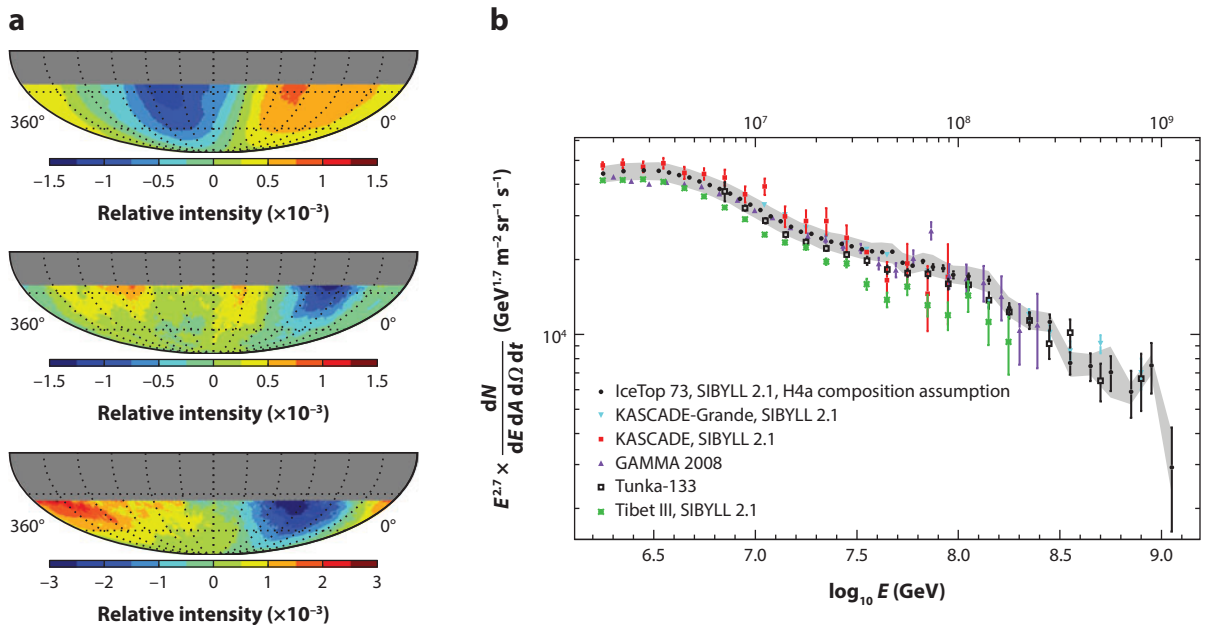 a
360°
0°
−1.5 −1 −0.5 0 0.5 1 1.5
Relative intensity (×10⁻³)
360°
0°
−1.5 −1 −0.5 0 0.5 1 1.5
Relative intensity (×10⁻³)
360°
0°
−3 −2 −1 0 1 2 3
Relative intensity (×10⁻³)
b
10⁷ 10⁸ 10⁹
E²·⁷ × dN / dE dA dΩ dt (GeV¹·⁷ m⁻² sr⁻¹ s⁻¹)
10⁴
IceTop 73, SIBYLL 2.1, H4a composition assumption
KASCADE-Grande, SIBYLL 2.1
KASCADE, SIBYLL 2.1
GAMMA 2008
Tunka-133
Tibet III, SIBYLL 2.1
6.5 7.0 7.5 8.0 8.5 9.0
log₁₀ E (GeV)